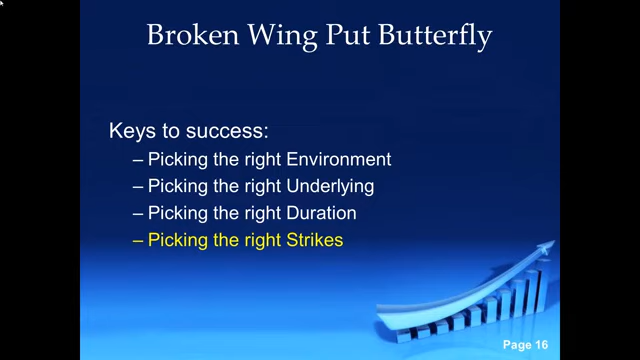 Broken Wing Put Butterfly
Keys to success:
– Picking the right Environment
– Picking the right Underlying
– Picking the right Duration
– Picking the right Strikes
Page 16